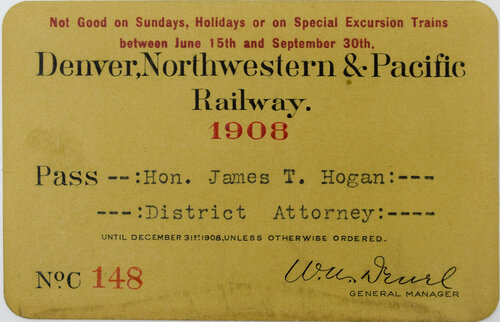 Not Good on Sundays, Holidays or on Special Excursion Trains
between June 15th and September 30th.
Denver, Northwestern & Pacific
Railway.
1908
Pass --:Hon. James T. Hogan:---
---:District Attorney:----
UNTIL DECEMBER 31ST 1908, UNLESS OTHERWISE ORDERED.
No. C 148
GENERAL MANAGER